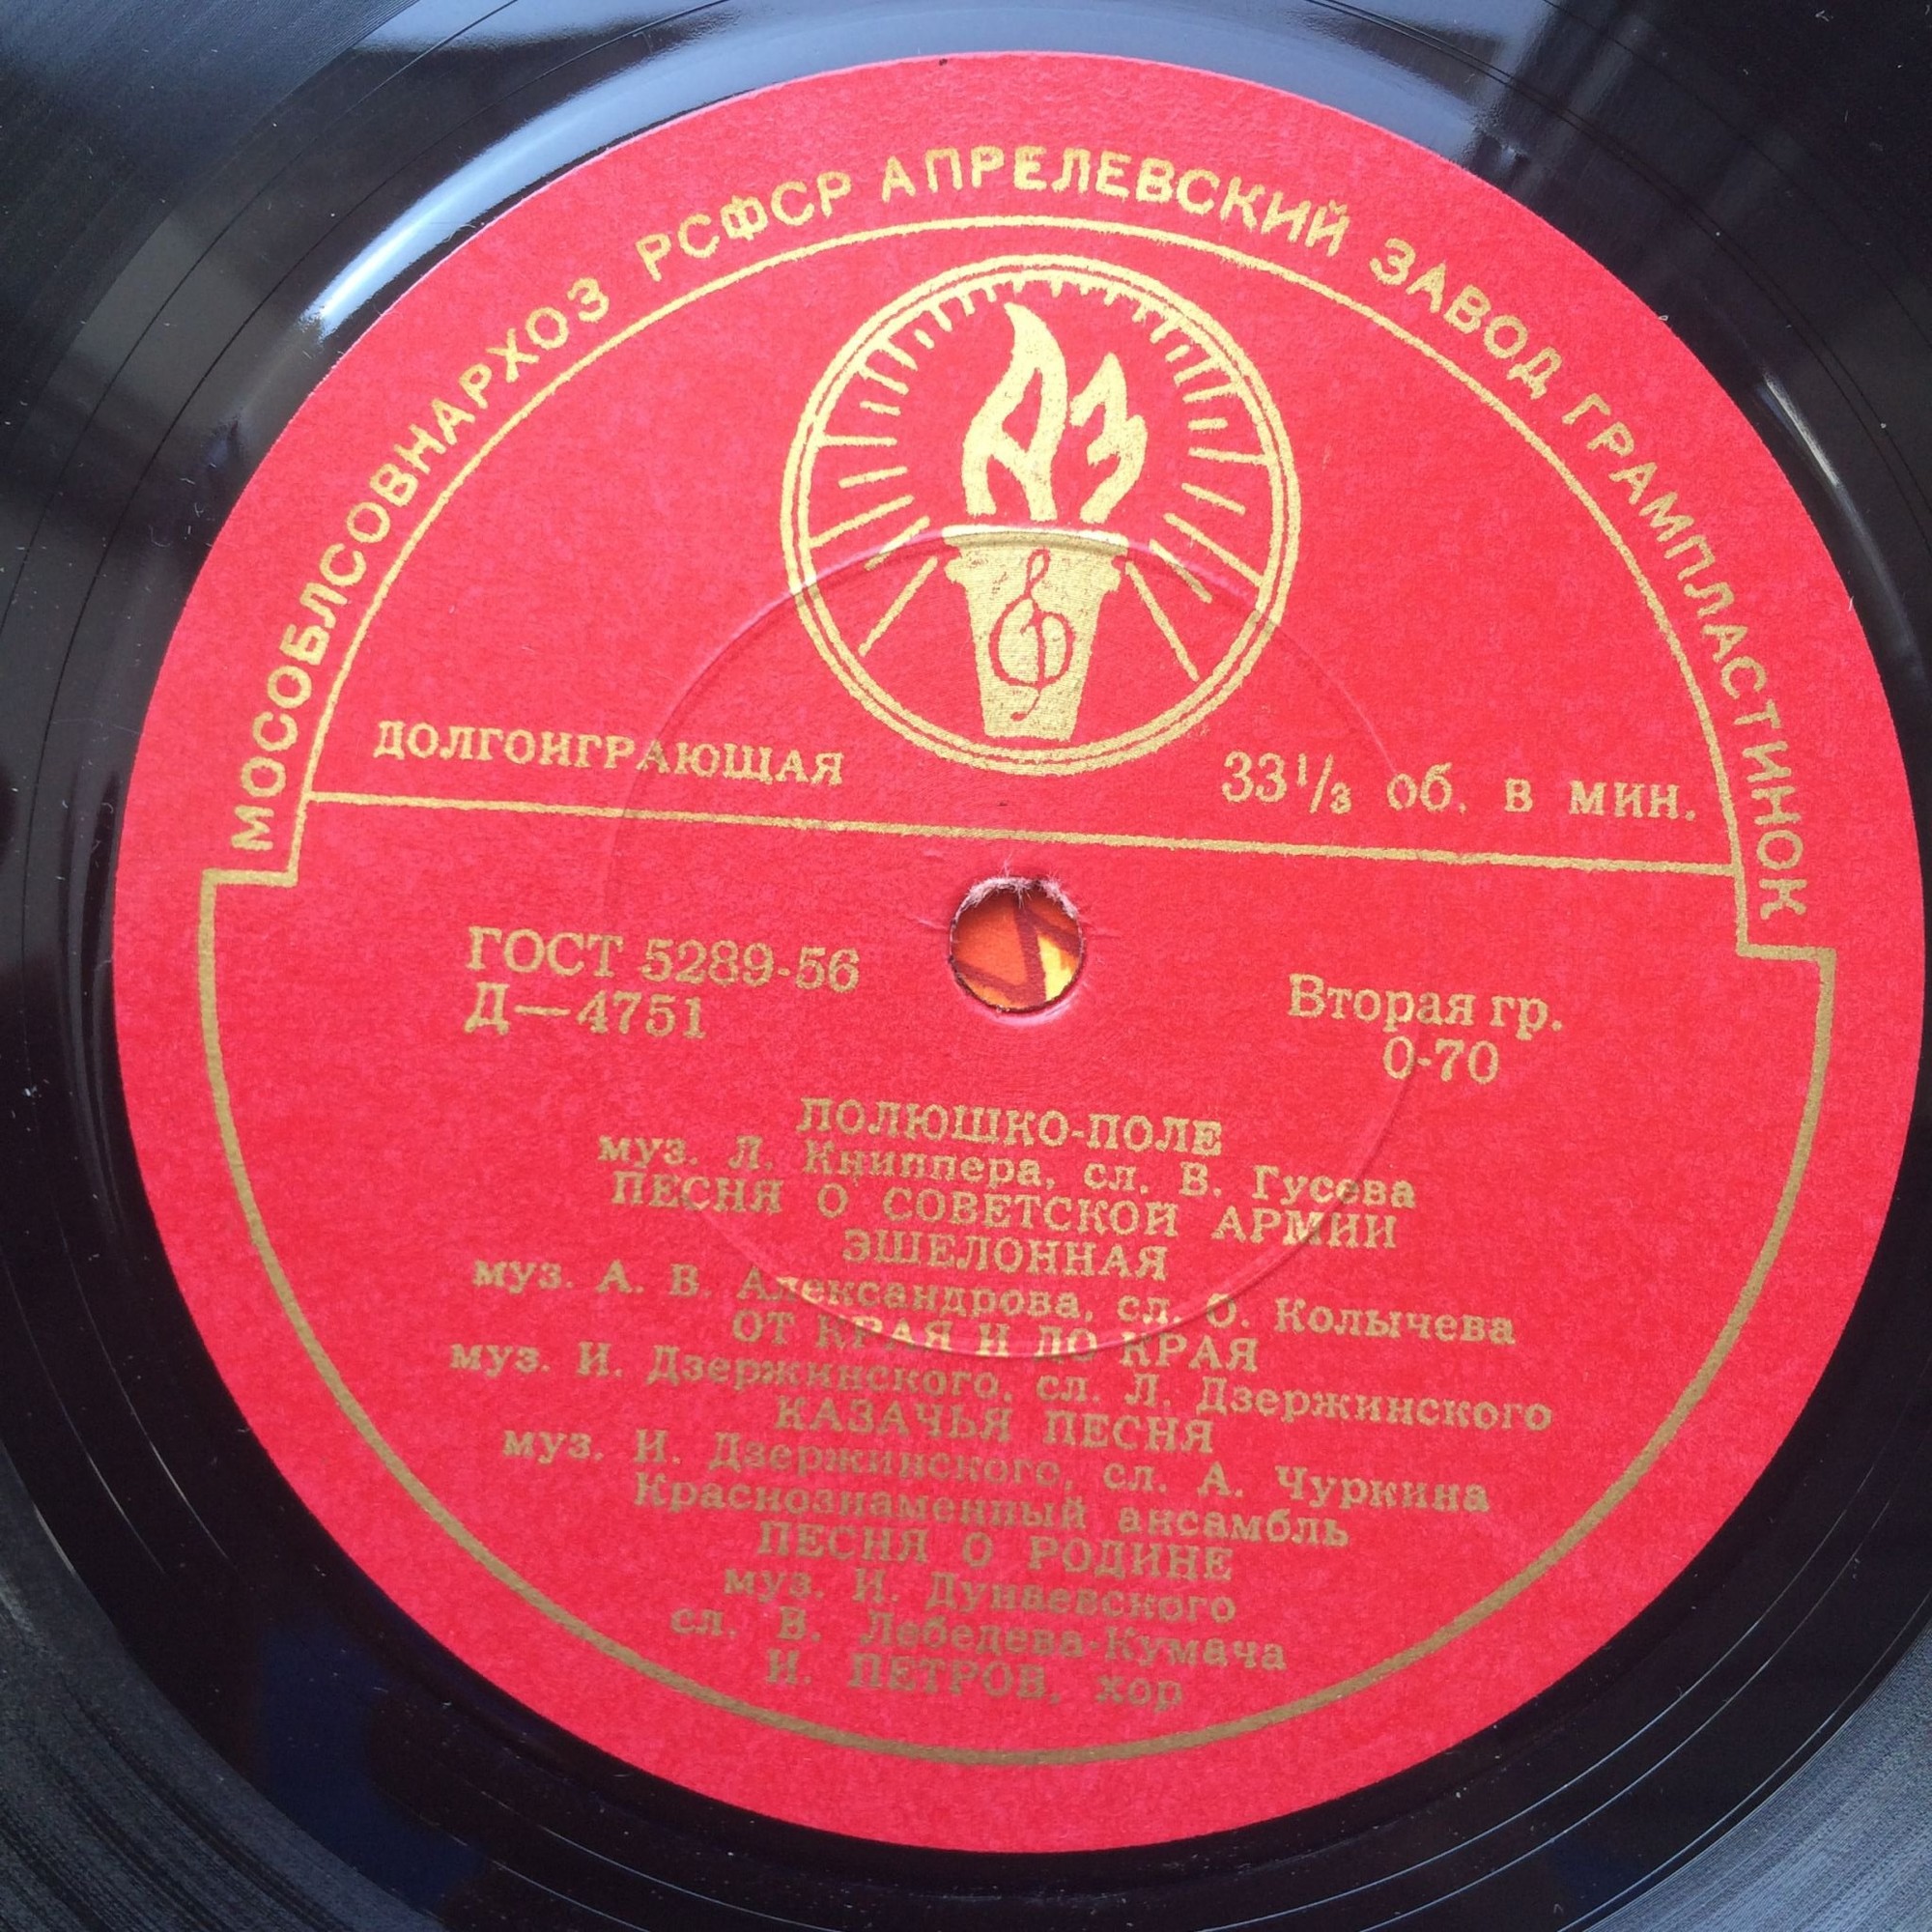 МОСОБЛСОВНАРХОЗ РСФСР АПРЕЛЕВСКИЙ ЗАВОД ГРАМПЛАСТИНОК
АЗ
ДОЛГОИГРАЮЩАЯ
33⅓ об. в мин.
ГОСТ 5289-56
Д—4751
Вторая гр.
0-70
ПОЛЮШКО-ПОЛЕ
муз. Л. Книппера, сл. В. Гусева
ПЕСНЯ О СОВЕТСКОЙ АРМИИ
ЭШЕЛОННАЯ
муз. А. В. Александрова, сл. О. Колычева
ОТ КРАЯ И ДО КРАЯ
муз. И. Дзержинского, сл. Л. Дзержинского
КАЗАЧЬЯ ПЕСНЯ
муз. И. Дзержинского, сл. А. Чуркина
Краснознаменный ансамбль
ПЕСНЯ О РОДИНЕ
муз. И. Дунаевского
сл. В. Лебедева-Кумача
И. ПЕТРОВ, хор